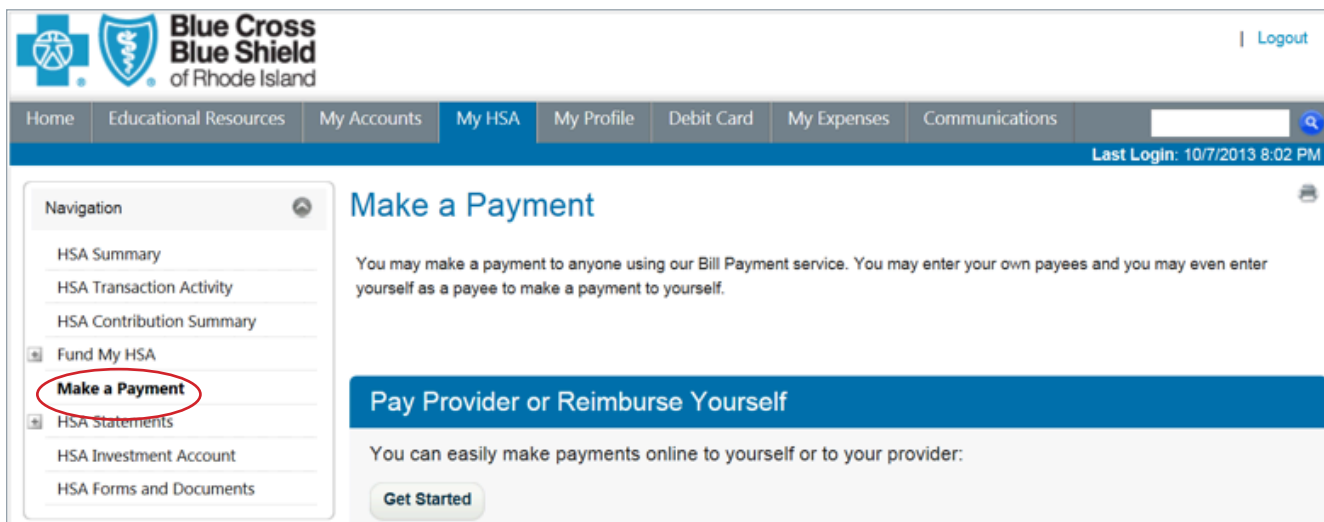 Blue Cross
Blue Shield
of Rhode Island
| Logout
Home Educational Resources My Accounts My HSA My Profile Debit Card My Expenses Communications
Last Login: 10/7/2013 8:02 PM
Navigation
HSA Summary
HSA Transaction Activity
HSA Contribution Summary
Fund My HSA
Make a Payment
HSA Statements
HSA Investment Account
HSA Forms and Documents
Make a Payment
You may make a payment to anyone using our Bill Payment service. You may enter your own payees and you may even enter
yourself as a payee to make a payment to yourself.
Pay Provider or Reimburse Yourself
You can easily make payments online to yourself or to your provider:
Get Started